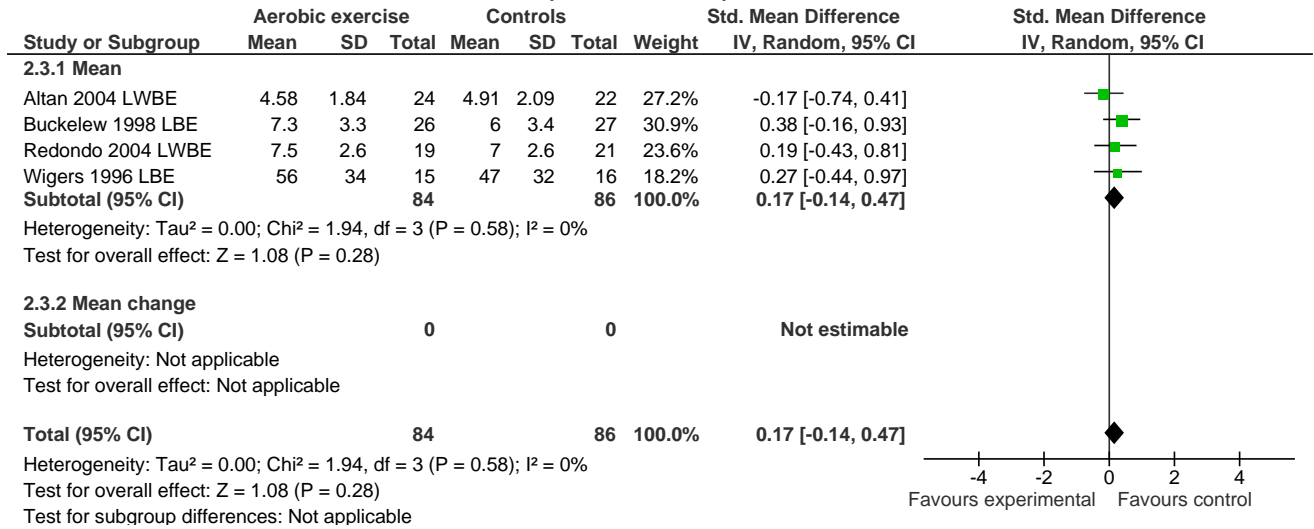 Aerobic exercise Controls Std. Mean Difference Std. Mean Difference
Study or Subgroup Mean SD Total Mean SD Total Weight IV, Random, 95% CI IV, Random, 95% CI
2.3.1 Mean
Altan 2004 LWBE 4.58 1.84 24 4.91 2.09 22 27.2% -0.17 [-0.74, 0.41]
Buckelew 1998 LBE 7.3 3.3 26 6 3.4 27 30.9% 0.38 [-0.16, 0.93]
Redondo 2004 LWBE 7.5 2.6 19 7 2.6 21 23.6% 0.19 [-0.43, 0.81]
Wigers 1996 LBE 56 34 15 47 32 16 18.2% 0.27 [-0.44, 0.97]
Subtotal (95% CI) 84 86 100.0% 0.17 [-0.14, 0.47]
Heterogeneity: Tau² = 0.00; Chi² = 1.94, df = 3 (P = 0.58); I² = 0%
Test for overall effect: Z = 1.08 (P = 0.28)
2.3.2 Mean change
Subtotal (95% CI) 0 0 Not estimable
Heterogeneity: Not applicable
Test for overall effect: Not applicable
Total (95% CI) 84 86 100.0% 0.17 [-0.14, 0.47]
Heterogeneity: Tau² = 0.00; Chi² = 1.94, df = 3 (P = 0.58); I² = 0%
Test for overall effect: Z = 1.08 (P = 0.28)
Test for subgroup differences: Not applicable
-4 -2 0 2 4
Favours experimental Favours control